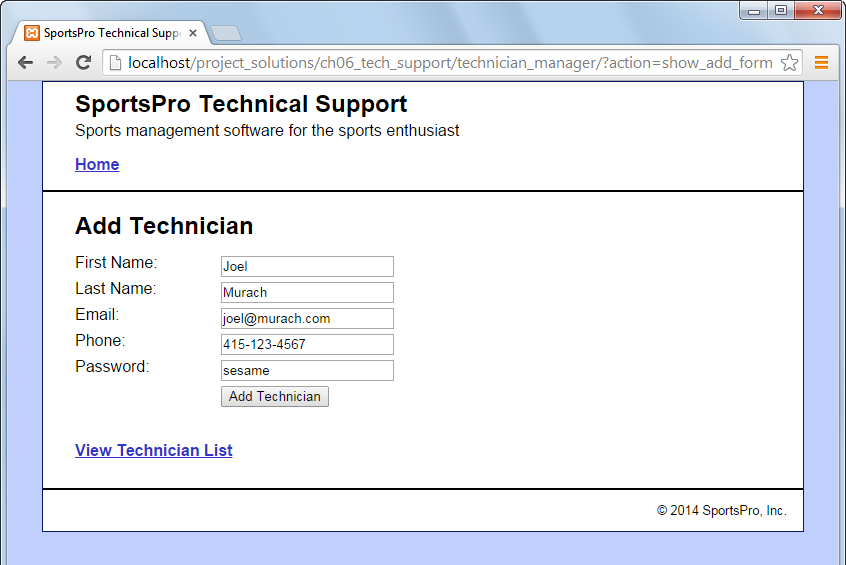 SportsPro Technical Supp
localhost/project_solutions/ch06_tech_support/technician_manager/?action=show_add_form
SportsPro Technical Support
Sports management software for the sports enthusiast
Home
Add Technician
First Name: Joel
Last Name: Murach
Email: joel@murach.com
Phone: 415-123-4567
Password: sesame
Add Technician
View Technician List
© 2014 SportsPro, Inc.